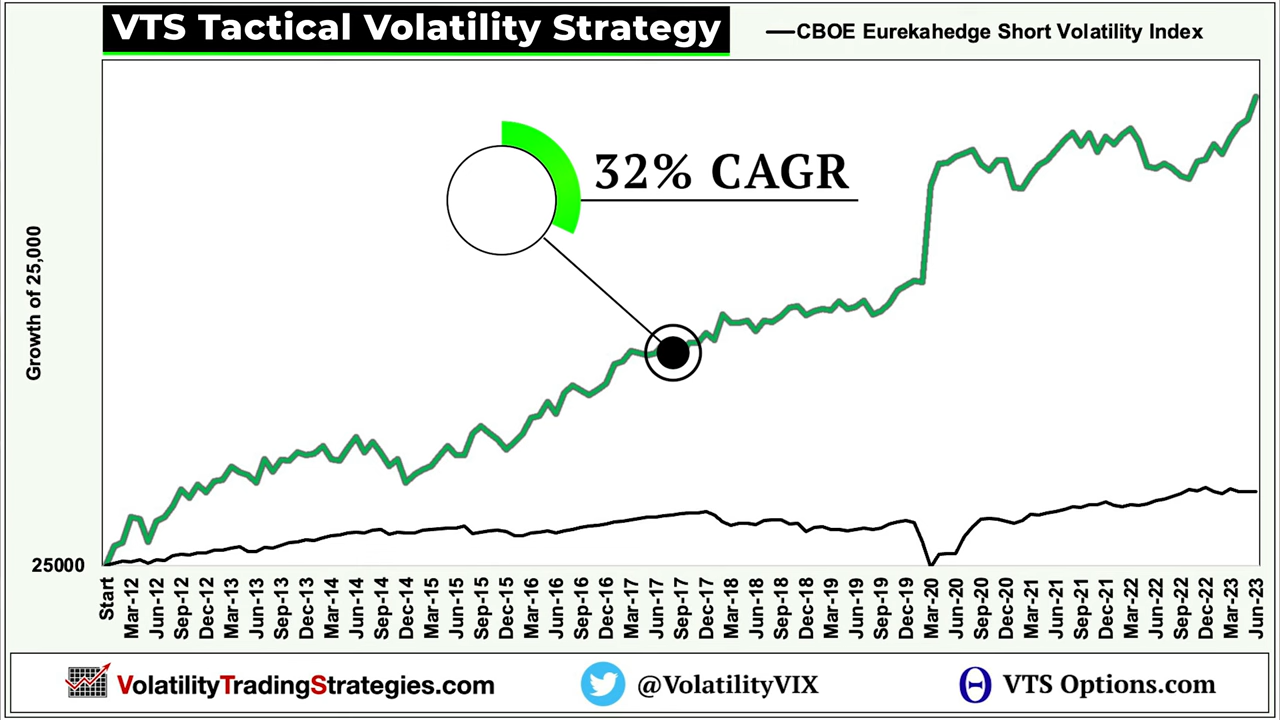 VTS Tactical Volatility Strategy
CBOE Eurekahedge Short Volatility Index
32% CAGR
Growth of 25,000
25000
Start
Mar-12
Jun-12
Sep-12
Dec-12
Mar-13
Jun-13
Sep-13
Dec-13
Mar-14
Jun-14
Sep-14
Dec-14
Mar-15
Jun-15
Sep-15
Dec-15
Mar-16
Jun-16
Sep-16
Dec-16
Mar-17
Jun-17
Sep-17
Dec-17
Mar-18
Jun-18
Sep-18
Dec-18
Mar-19
Jun-19
Sep-19
Dec-19
Mar-20
Jun-20
Sep-20
Dec-20
Mar-21
Jun-21
Sep-21
Dec-21
Mar-22
Jun-22
Sep-22
Dec-22
Mar-23
Jun-23
VolatilityTradingStrategies.com
@VolatilityVIX
VTS Options.com